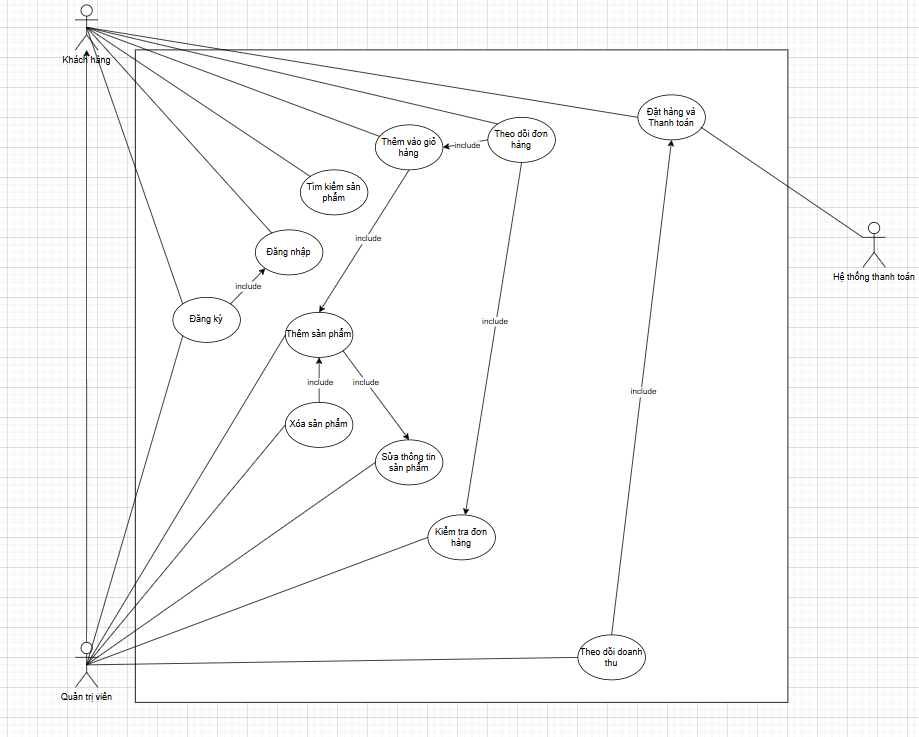 Khách hàng
Đặt hàng và
Thanh toán
Thêm vào giỏ
hàng
include
Theo dõi đơn
hàng
Tìm kiếm sản
phẩm
include
Đăng nhập
Hệ thống thanh toán
include
Đăng ký
include
Thêm sản phẩm
include
include
include
Xóa sản phẩm
Sửa thông tin
sản phẩm
Kiểm tra đơn
hàng
Theo dõi doanh
thu
Quản trị viên